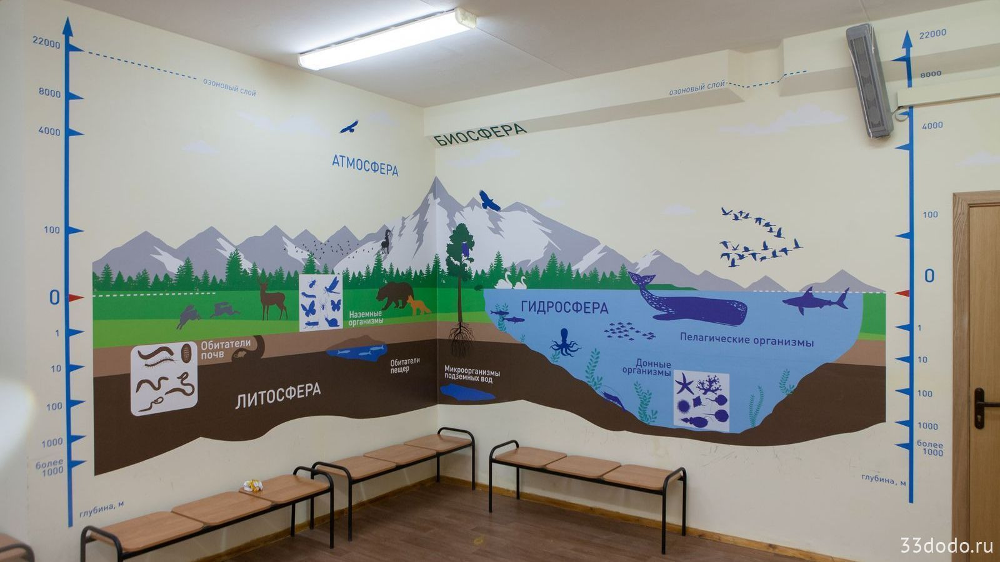 22000
8000
4000
100
0
1
10
100
1000
более
1000
глубина, м
озоновый слой
АТМОСФЕРА
БИОСФЕРА
озоновый слой
Наземные
организмы
Обитатели
почв
Обитатели
пещер
Микроорганизмы
подземных вод
ЛИТОСФЕРА
ГИДРОСФЕРА
Пелагические организмы
Донные
организмы
22000
8000
4000
100
0
1
10
100
1000
более
1000
глубина, м
33dodo.ru